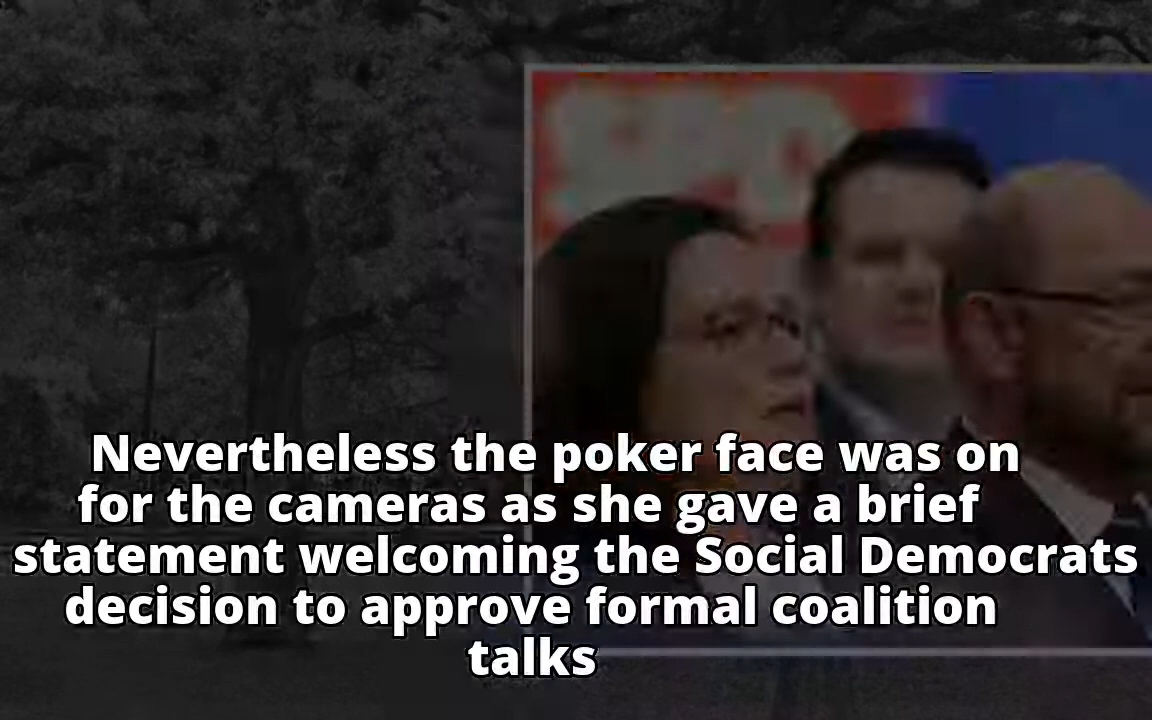 Nevertheless the poker face was on
for the cameras as she gave a brief
statement welcoming the Social Democrats
decision to approve formal coalition
talks